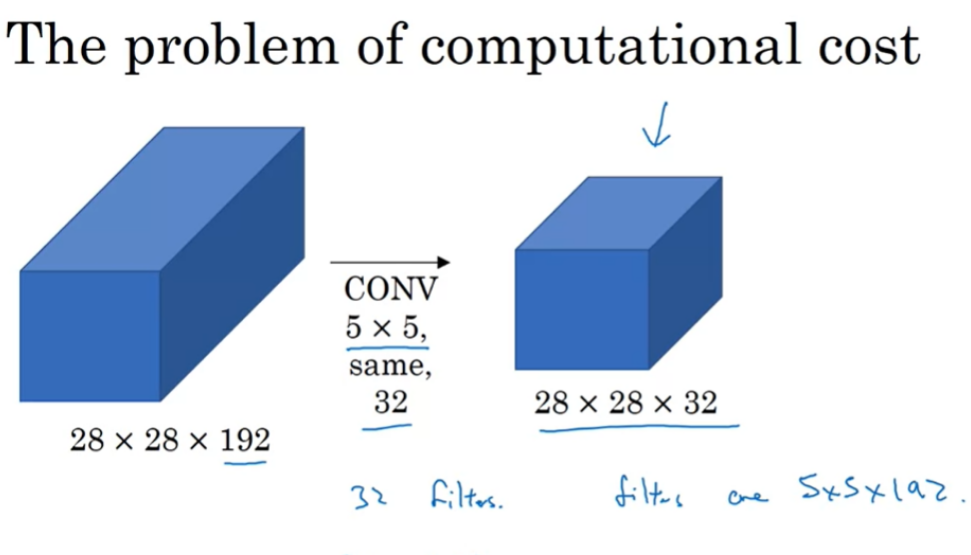 The problem of computational cost
CONV
5 × 5,
same,
32
28 × 28 × 192
28 × 28 × 32
32 filters.
filters are 5x5x192.